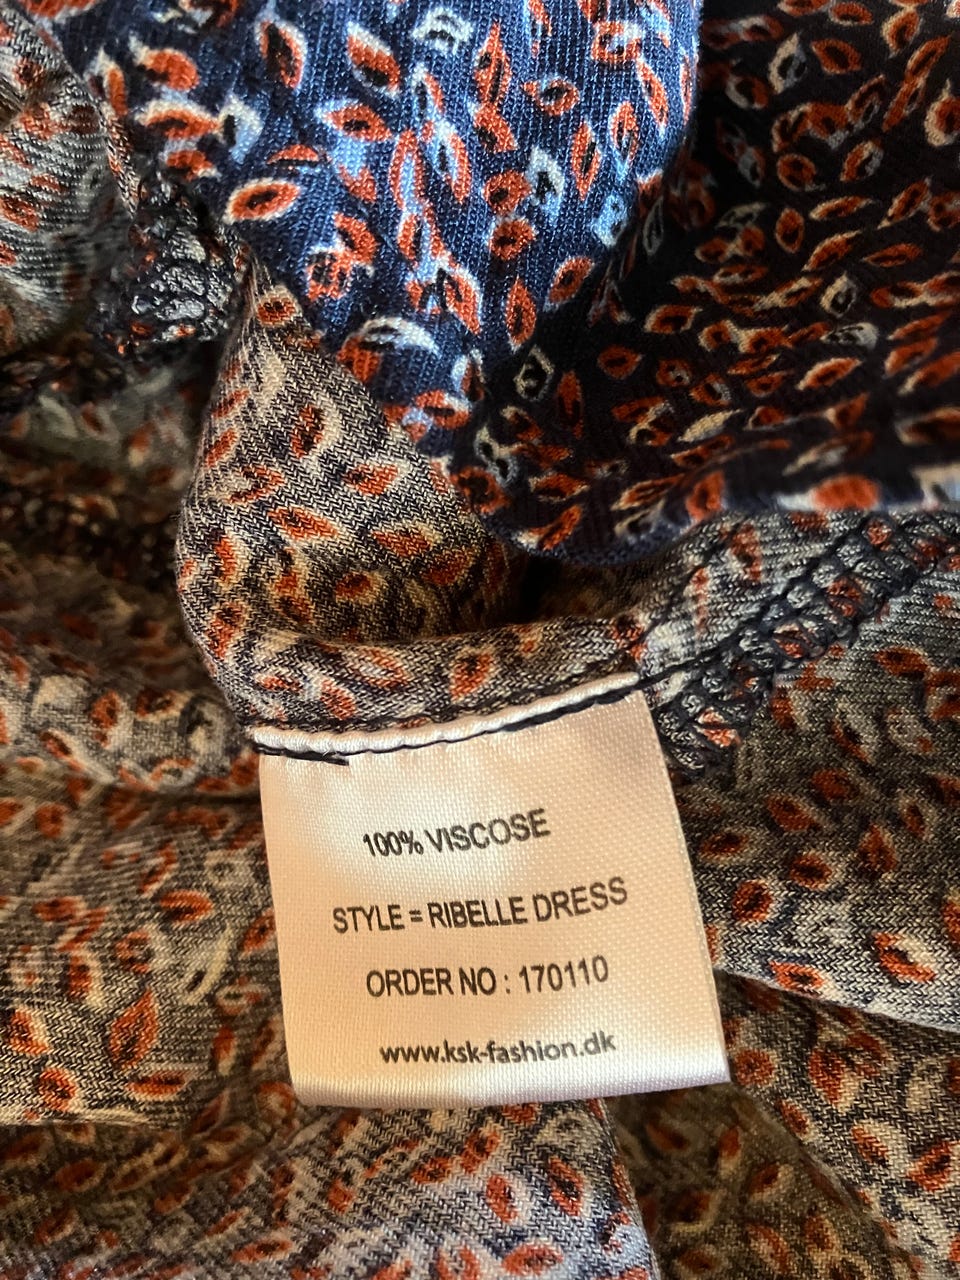 100% VISCOSE
STYLE = RIBELLE DRESS
ORDER NO : 170110
www.ksk-fashion.dk